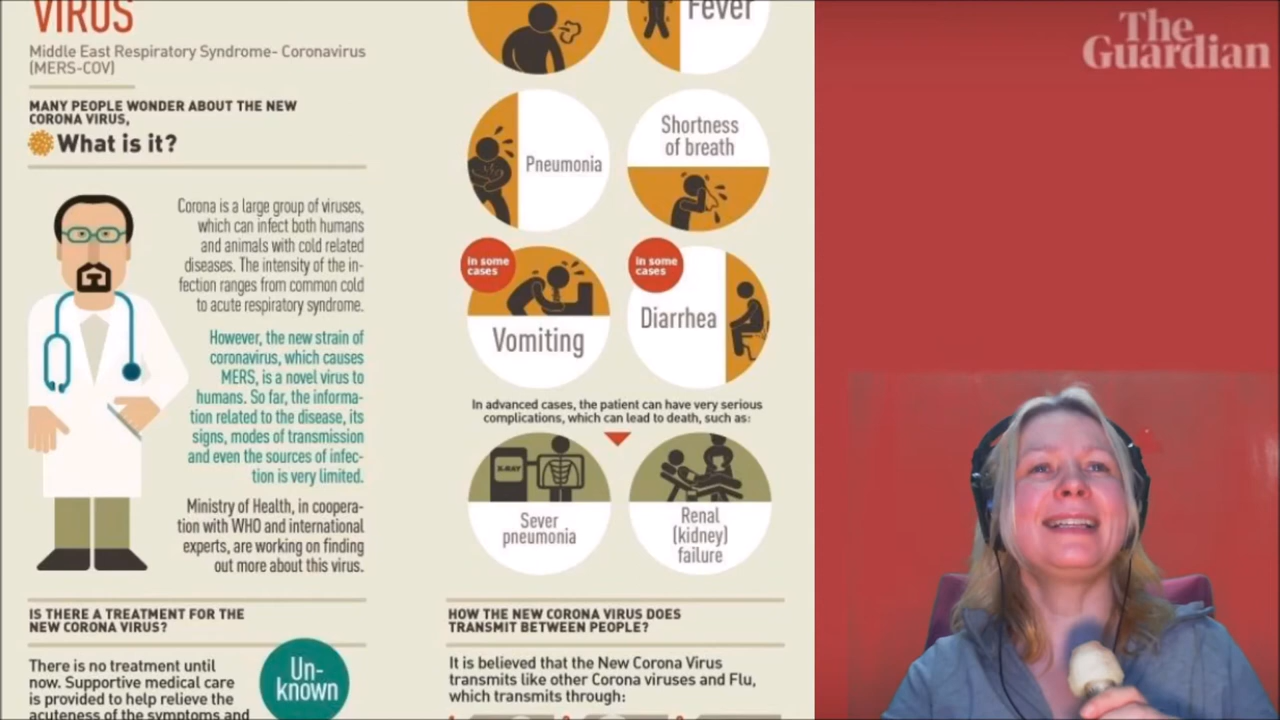 VIRUS
Middle East Respiratory Syndrome- Coronavirus
(MERS-COV)
MANY PEOPLE WONDER ABOUT THE NEW
CORONA VIRUS,
What is it?
Corona is a large group of viruses,
which can infect both humans
and animals with cold related
diseases. The intensity of the in-
fection ranges from common cold
to acute respiratory syndrome.
However, the new strain of
coronavirus, which causes
MERS, is a novel virus to
humans. So far, the informa-
tion related to the disease, its
signs, modes of transmission
and even the sources of infec-
tion is very limited.
Ministry of Health, in coopera-
tion with WHO and international
experts, are working on finding
out more about this virus.
IS THERE A TREATMENT FOR THE
NEW CORONA VIRUS?
There is no treatment until
now. Supportive medical care
is provided to help relieve the
acuteness of the symptoms and
Un-
known
Fever
Pneumonia
Shortness
of breath
in some
cases
Vomiting
in some
cases
Diarrhea
In advanced cases, the patient can have very serious
complications, which can lead to death, such as:
X-RAY
Sever
pneumonia
Renal
(kidney)
failure
HOW THE NEW CORONA VIRUS DOES
TRANSMIT BETWEEN PEOPLE?
It is believed that the New Corona Virus
transmits like other Corona viruses and Flu,
which transmits through:
The
Guardian